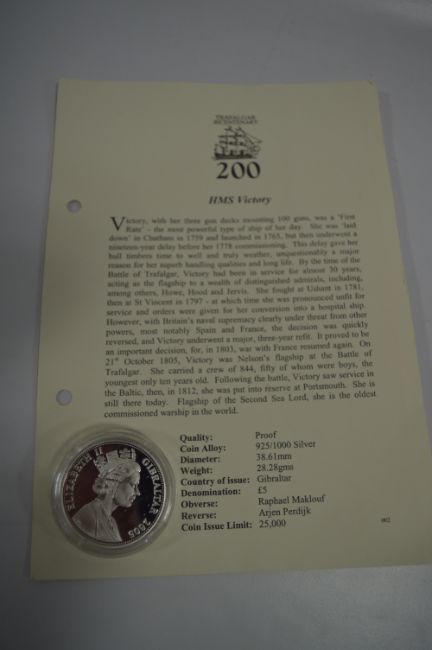 TRAFALGAR
BICENTENARY
200
HMS Victory
Victory, with her three gun decks mounting 100 guns, was a 'First
Rate' - the most powerful type of ship of her day. She was 'laid
down' in Chatham in 1759 and launched in 1765, but then underwent a
nineteen-year delay before her 1778 commissioning. This delay gave her
hull timbers time to well and truly weather, unquestionably a major
reason for her superb handling qualities and long life. By the time of the
Battle of Trafalgar, Victory had been in service for almost 30 years,
acting as the flagship to a wealth of distinguished admirals, including,
among others, Howe, Hood and Jervis. She fought at Ushant in 1781,
then at St Vincent in 1797 - at which time she was pronounced unfit for
service and orders were given for her conversion into a hospital ship.
However, with Britain's naval supremacy clearly under threat from other
powers, most notably Spain and France, the decision was quickly
reversed, and Victory underwent a major, three-year refit. It proved to be
an important decision, for, in 1803, war with France resumed again. On
21st October 1805, Victory was Nelson's flagship at the Battle of
Trafalgar. She carried a crew of 844, fifty of whom were boys, the
youngest only ten years old. Following the battle, Victory saw service in
the Baltic, then, in 1812, she was put into reserve at Portsmouth. She is
still there today. Flagship of the Second Sea Lord, she is the oldest
commissioned warship in the world.
Quality: Proof
Coin Alloy: 925/1000 Silver
Diameter: 38.61mm
Weight: 28.28gms
Country of issue: Gibraltar
Denomination: £5
Obverse: Raphael Maklouf
Reverse: Arjen Perdijk
Coin Issue Limit: 25,000
ELIZABETH II
GIBRALTAR 2005